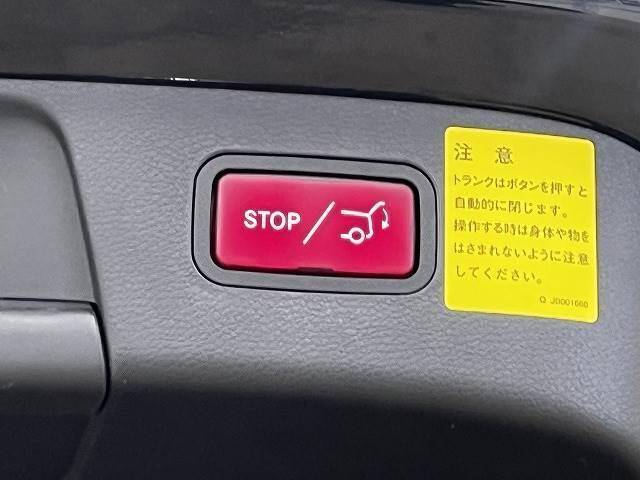 STOP
注意
トランクはボタンを押すと
自動的に閉じます。
操作する時は身体や物を
はさまれないように注意
してください。
Q JD001660